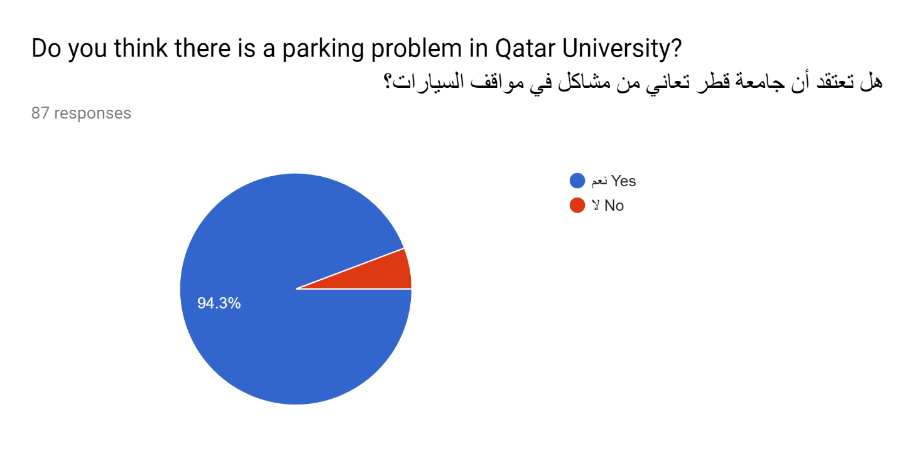 Do you think there is a parking problem in Qatar University?
هل تعتقد أن جامعة قطر تعاني من مشاكل في مواقف السيارات؟
87 responses
نعم Yes
لا No
94.3%